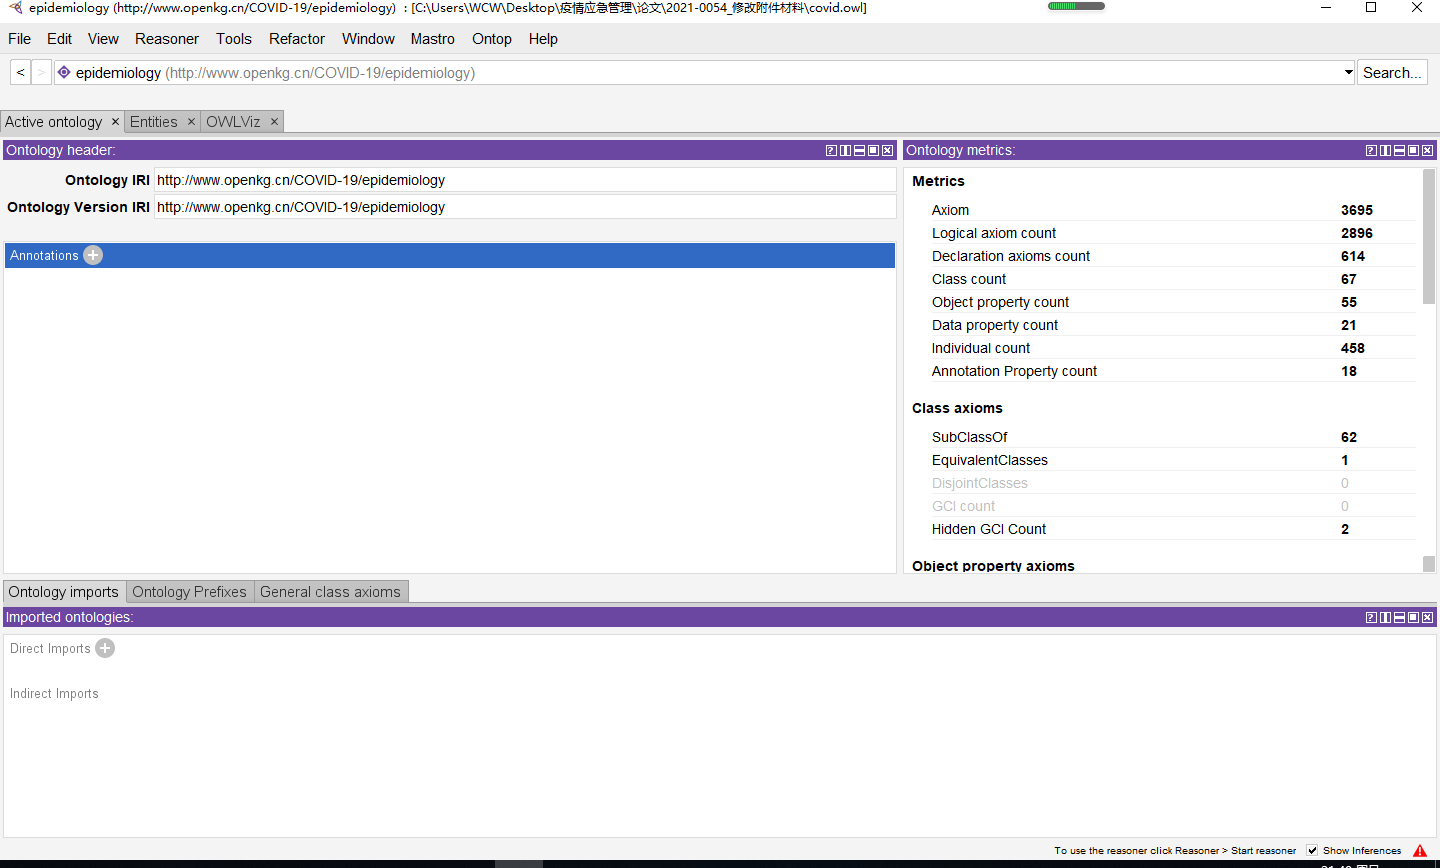 epidemiology (http://www.openkg.cn/COVID-19/epidemiology) : [C:\Users\WCW\Desktop\疫情应急管理\论文\2021-0054_修改附件材料\covid.owl]
File Edit View Reasoner Tools Refactor Window Mastro Ontop Help
< > epidemiology (http://www.openkg.cn/COVID-19/epidemiology) Search...
Active ontology × Entities × OWLViz ×
Ontology header:
Ontology IRI http://www.openkg.cn/COVID-19/epidemiology
Ontology Version IRI http://www.openkg.cn/COVID-19/epidemiology
Annotations
Ontology metrics:
Metrics
Axiom 3695
Logical axiom count 2896
Declaration axioms count 614
Class count 67
Object property count 55
Data property count 21
Individual count 458
Annotation Property count 18
Class axioms
SubClassOf 62
EquivalentClasses 1
DisjointClasses 0
GCI count 0
Hidden GCI Count 2
Object property axioms
Ontology imports Ontology Prefixes General class axioms
Imported ontologies:
Direct Imports
Indirect Imports
To use the reasoner click Reasoner > Start reasoner Show Inferences